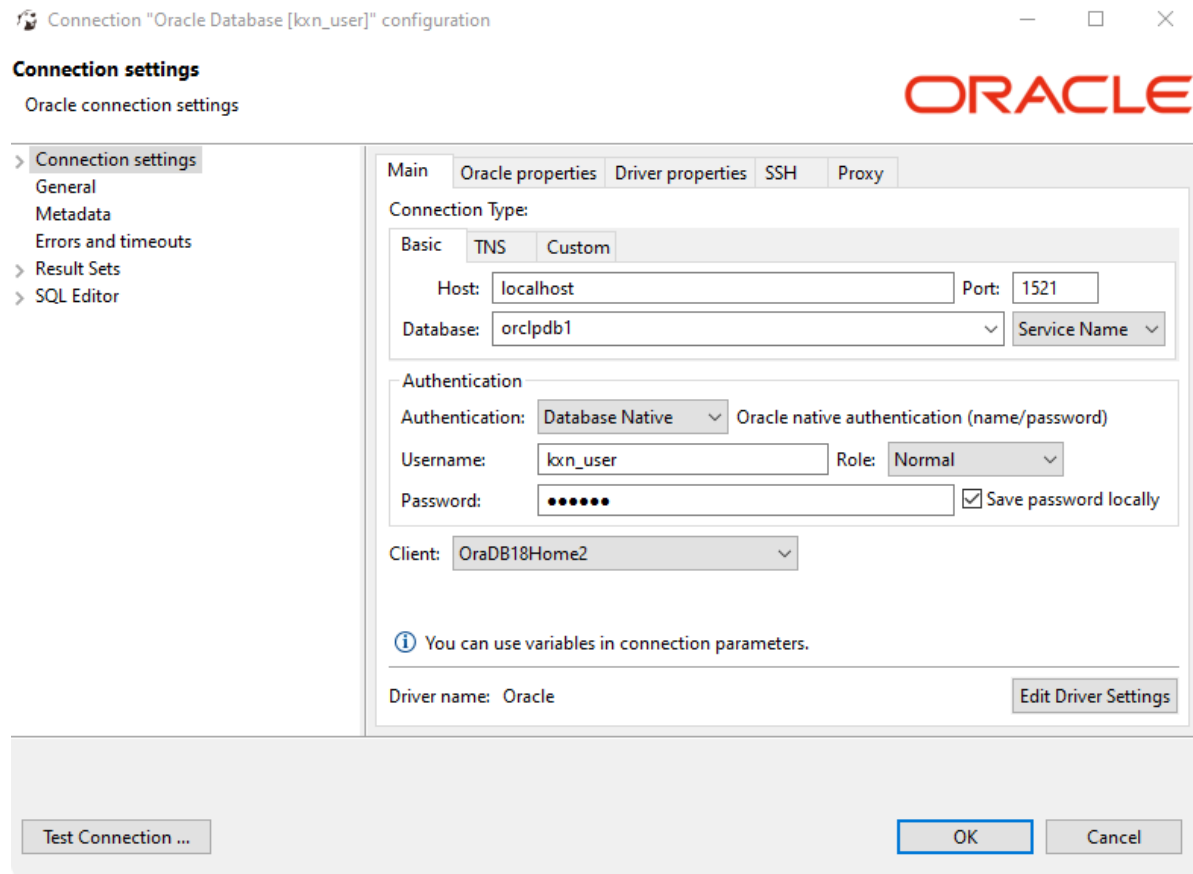 Connection "Oracle Database [kxn_user]" configuration
Connection settings
Oracle connection settings
ORACLE
Connection settings
General
Metadata
Errors and timeouts
Result Sets
SQL Editor
Main Oracle properties Driver properties SSH Proxy
Connection Type:
Basic TNS Custom
Host: localhost Port: 1521
Database: orclpdb1 Service Name
Authentication
Authentication: Database Native Oracle native authentication (name/password)
Username: kxn_user Role: Normal
Password: •••••• Save password locally
Client: OraDB18Home2
You can use variables in connection parameters.
Driver name: Oracle Edit Driver Settings
Test Connection ... OK Cancel